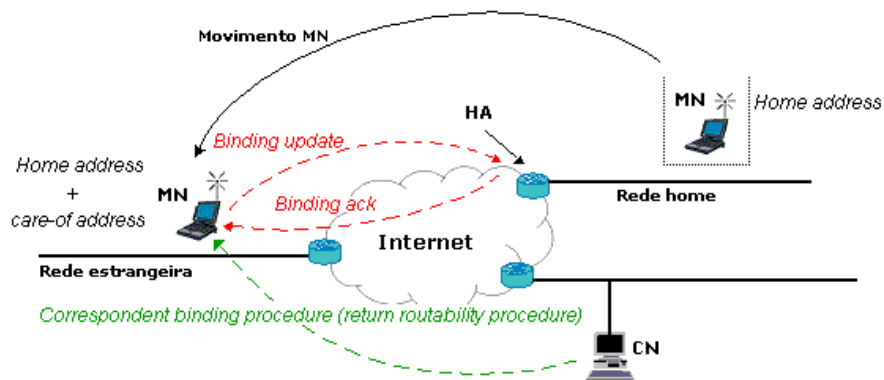 Movimento MN
MN
Home address
HA
Binding update
Home address
+
care-of address
MN
Binding ack
Rede home
Internet
Rede estrangeira
Correspondent binding procedure (return routability procedure)
CN